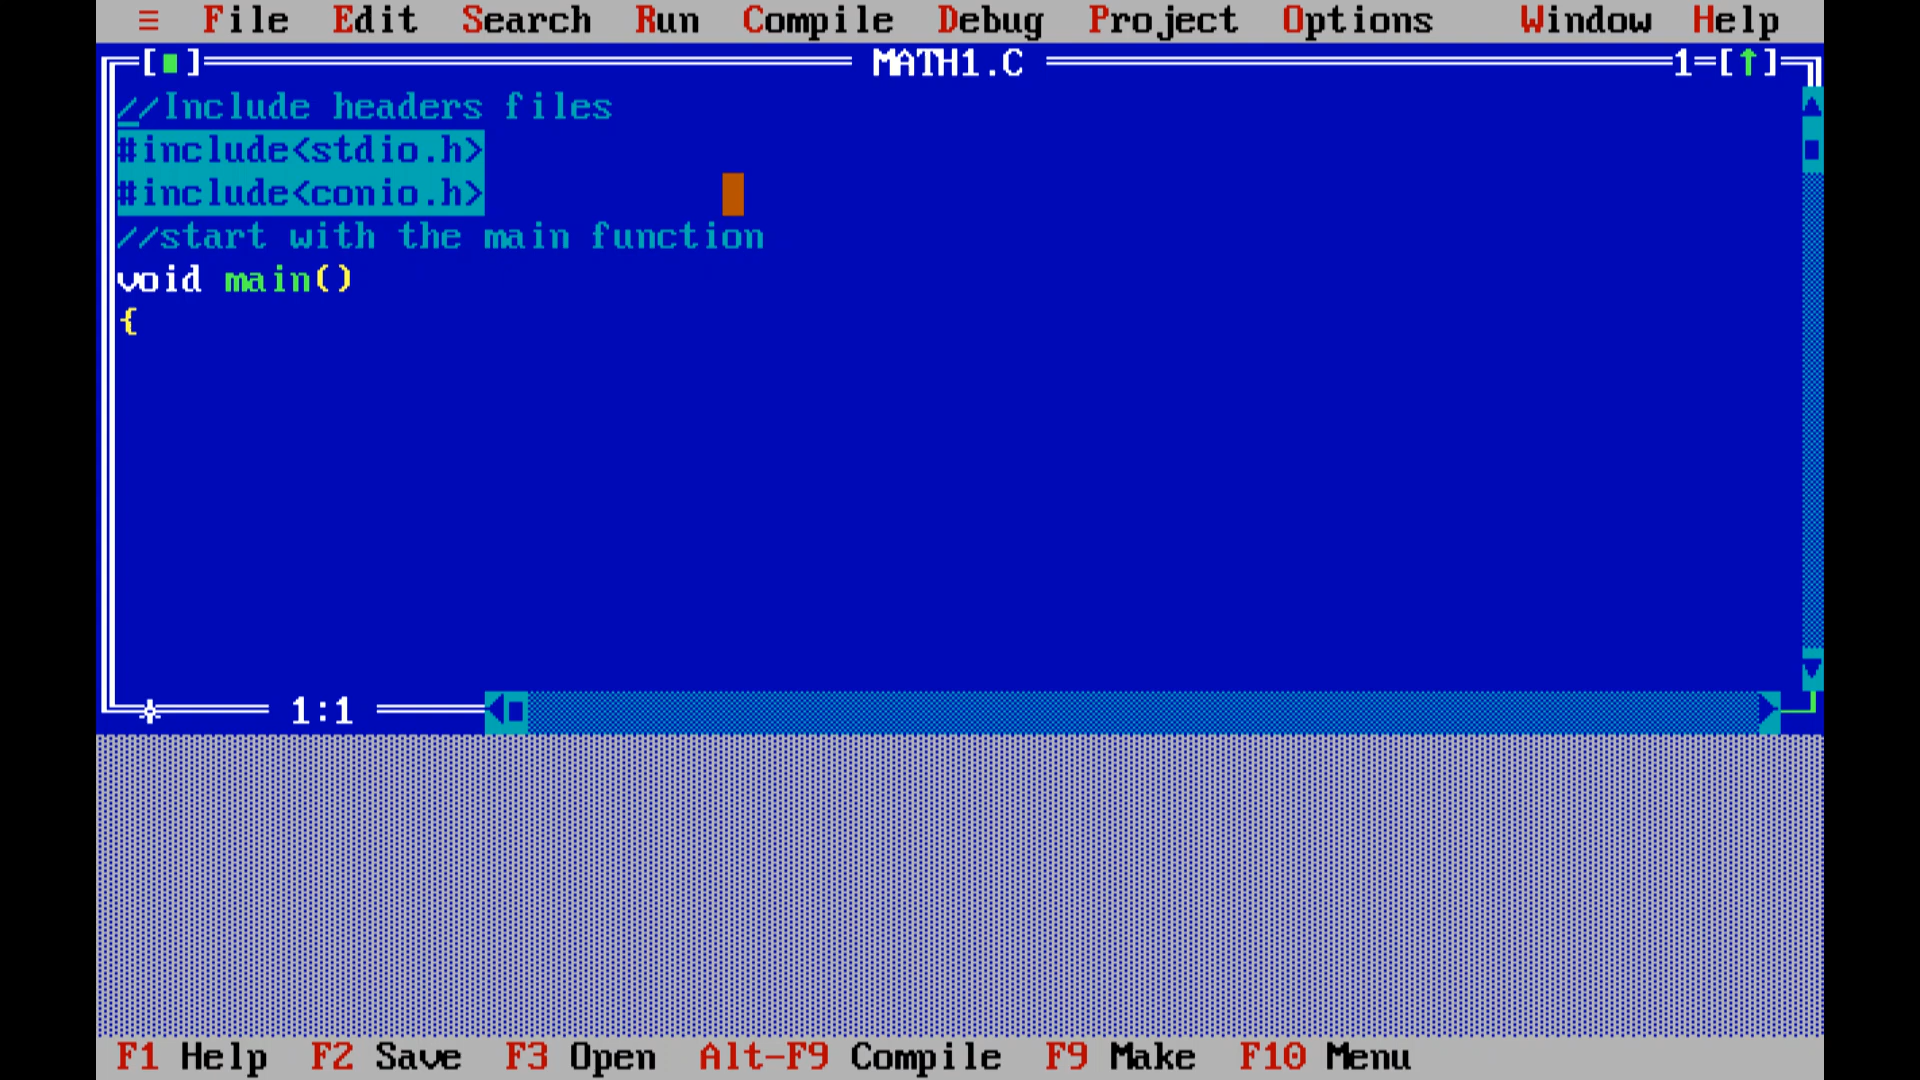 ≡ File Edit Search Run Compile Debug Project Options Window Help
[■] MATH1.C 1=[↑]
//Include headers files
#include<stdio.h>
#include<conio.h>
//start with the main function
void main()
{
1:1
F1 Help F2 Save F3 Open Alt-F9 Compile F9 Make F10 Menu